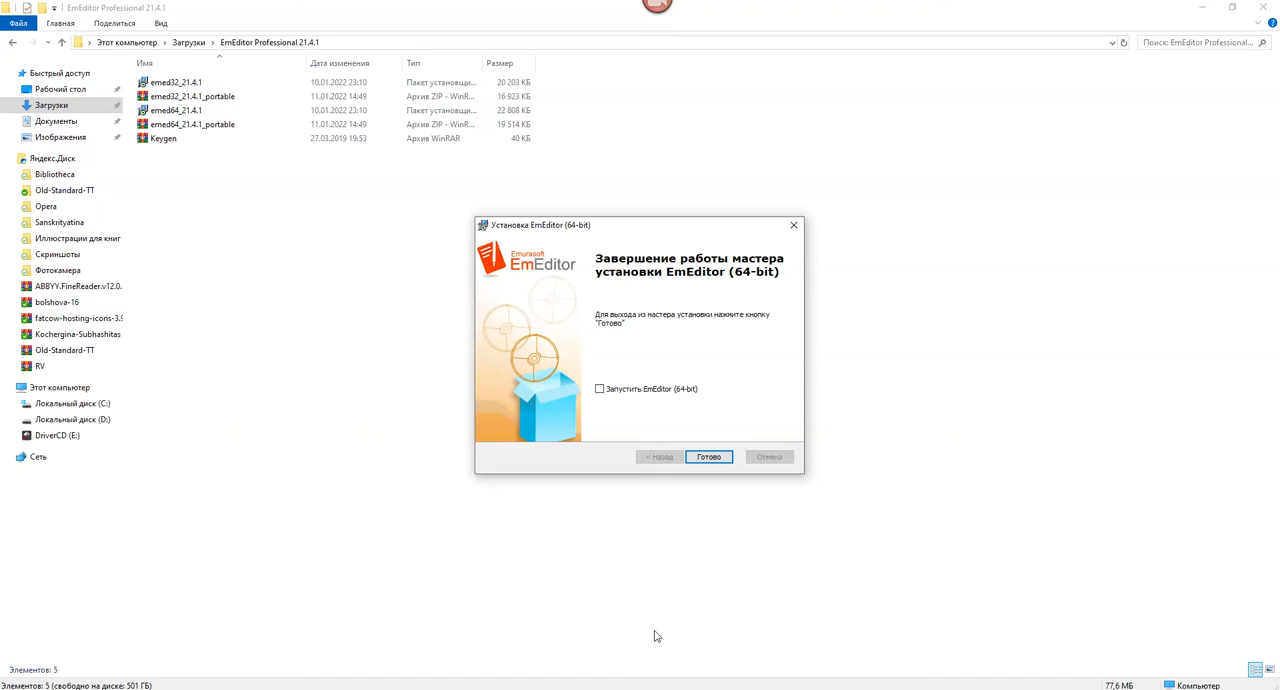 EmEditor Professional 21.4.1
Файл Главная Поделиться Вид
Этот компьютер Загрузки EmEditor Professional 21.4.1
Поиск: EmEditor Professional...
Имя Дата изменения Тип Размер
emed32_21.4.1 10.01.2022 23:10 Пакет установщи... 20 203 КБ
emed32_21.4.1_portable 11.01.2022 14:49 Архив ZIP - WinR... 16 923 КБ
emed64_21.4.1 10.01.2022 23:10 Пакет установщи... 22 808 КБ
emed64_21.4.1_portable 11.01.2022 14:49 Архив ZIP - WinR... 19 514 КБ
Keygen 27.03.2019 19:53 Архив WinRAR 40 КБ
Быстрый доступ
Рабочий стол
Загрузки
Документы
Изображения
Яндекс.Диск
Bibliotheca
Old-Standard-TT
Opera
Sanskrityatina
Иллюстрации для книг
Скриншоты
Фотокамера
ABBYY.FineReader.v12.0.
bolshova-16
fatcow-hosting-icons-3.9
Kochergina-Subhashitas
Old-Standard-TT
RV
Этот компьютер
Локальный диск (C:)
Локальный диск (D:)
DriverCD (E:)
Сеть
Установка EmEditor (64-bit)
Emurasoft
EmEditor
Завершение работы мастера
установки EmEditor (64-bit)
Для выхода из мастера установки нажмите кнопку
"Готово"
Запустить EmEditor (64-bit)
< Назад Готово Отмена
Элементов: 5
Элементов: 5 (свободно на диске: 501 ГБ) 77,6 МБ Компьютер